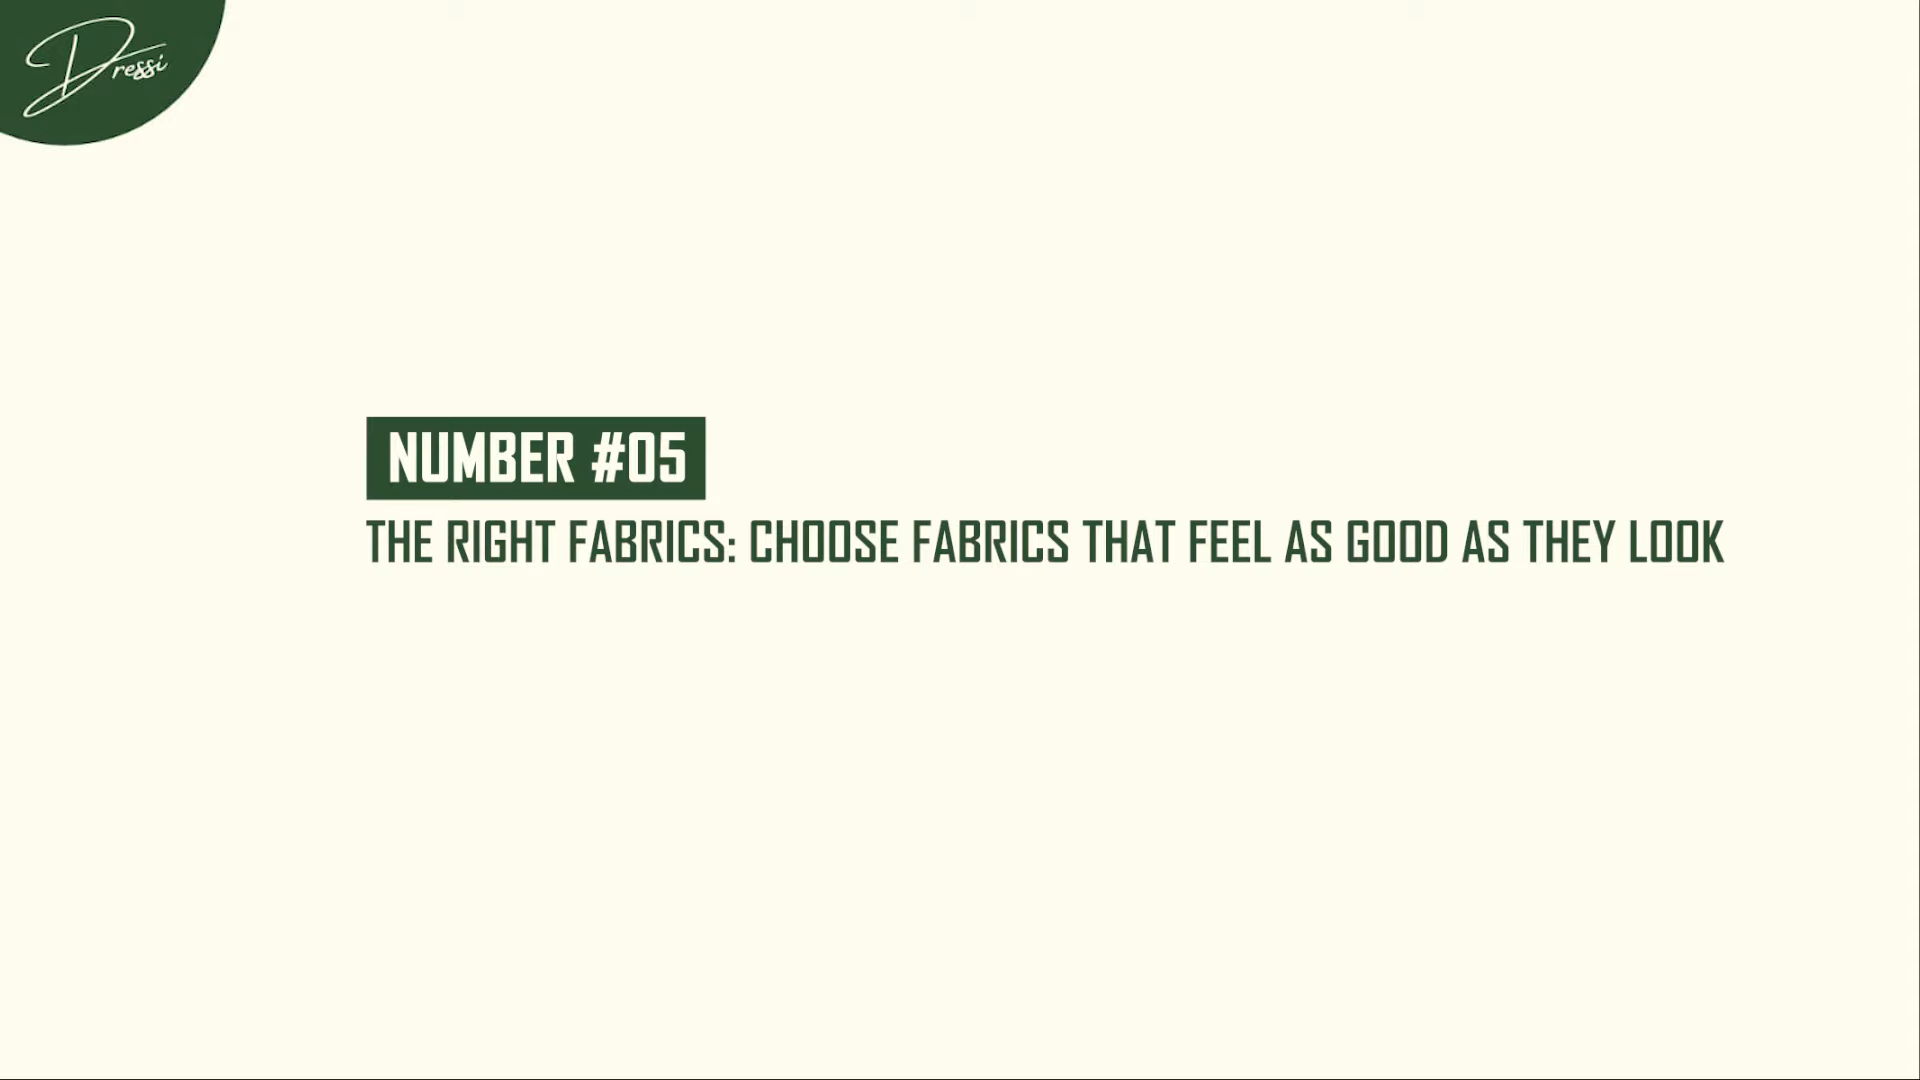 Dressi
NUMBER #05
THE RIGHT FABRICS: CHOOSE FABRICS THAT FEEL AS GOOD AS THEY LOOK